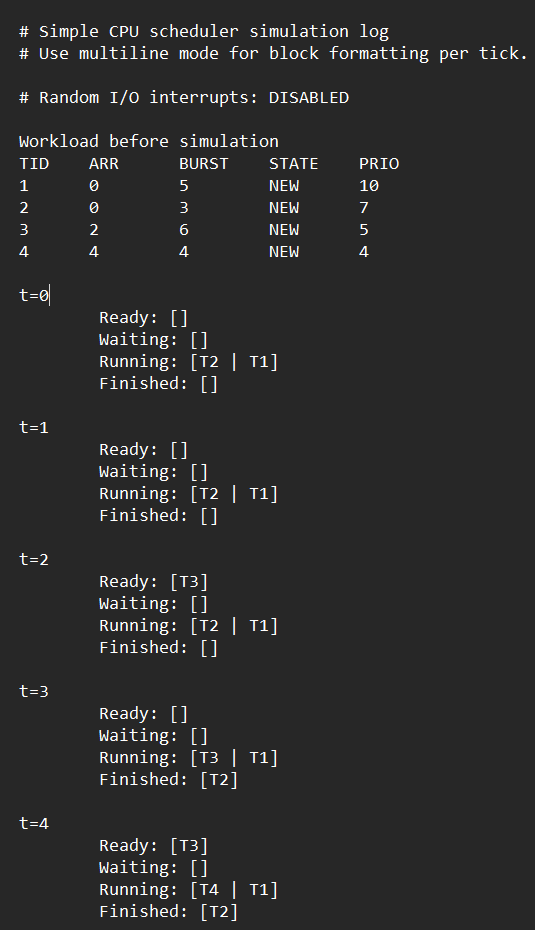 # Simple CPU scheduler simulation log
# Use multiline mode for block formatting per tick.
# Random I/O interrupts: DISABLED
Workload before simulation
TID ARR BURST STATE PRIO
1 0 5 NEW 10
2 0 3 NEW 7
3 2 6 NEW 5
4 4 4 NEW 4
t=0
Ready: []
Waiting: []
Running: [T2 | T1]
Finished: []
t=1
Ready: []
Waiting: []
Running: [T2 | T1]
Finished: []
t=2
Ready: [T3]
Waiting: []
Running: [T2 | T1]
Finished: []
t=3
Ready: []
Waiting: []
Running: [T3 | T1]
Finished: [T2]
t=4
Ready: [T3]
Waiting: []
Running: [T4 | T1]
Finished: [T2]